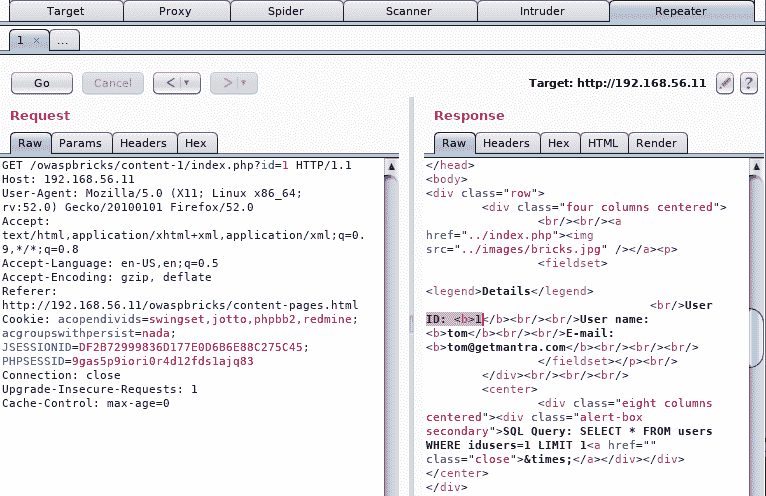 Target Proxy Spider Scanner Intruder Repeater
1 × ...
Go Cancel < > Target: http://192.168.56.11 ?
Request
Raw Params Headers Hex
GET /owaspbricks/content-1/index.php?id=1 HTTP/1.1
Host: 192.168.56.11
User-Agent: Mozilla/5.0 (X11; Linux x86_64;
rv:52.0) Gecko/20100101 Firefox/52.0
Accept:
text/html,application/xhtml+xml,application/xml;q=0.
9,*/*;q=0.8
Accept-Language: en-US,en;q=0.5
Accept-Encoding: gzip, deflate
Referer:
http://192.168.56.11/owaspbricks/content-pages.html
Cookie: acopendivids=swingset,jotto,phpbb2,redmine;
acgroupswithpersist=nada;
JSESSIONID=DF2B72999836D177E0D6B6E88C275C45;
PHPSESSID=9gas5p9iori0r4d12fds1ajq83
Connection: close
Upgrade-Insecure-Requests: 1
Cache-Control: max-age=0
Response
Raw Headers Hex HTML Render
</head>
<body>
<div class="row">
<div class="four columns centered">
<br/><br/><a
href="../index.php"><img
src="../images/bricks.jpg" /></a><p>
<fieldset>
<legend>Details</legend>
<br/>User
ID: <b>1</b><br/><br/>User name:
<b>tom</b><br/><br/>E-mail:
<b>tom@getmantra.com</b><br/><br/><br/>
</fieldset></p><br/>
</div><br/><br/><br/>
<center>
<div class="eight columns
centered"><div class="alert-box
secondary">SQL Query: SELECT * FROM users
WHERE idusers=1 LIMIT 1<a href=""
class="close">&times;</a></div></div>
</center>
</div>